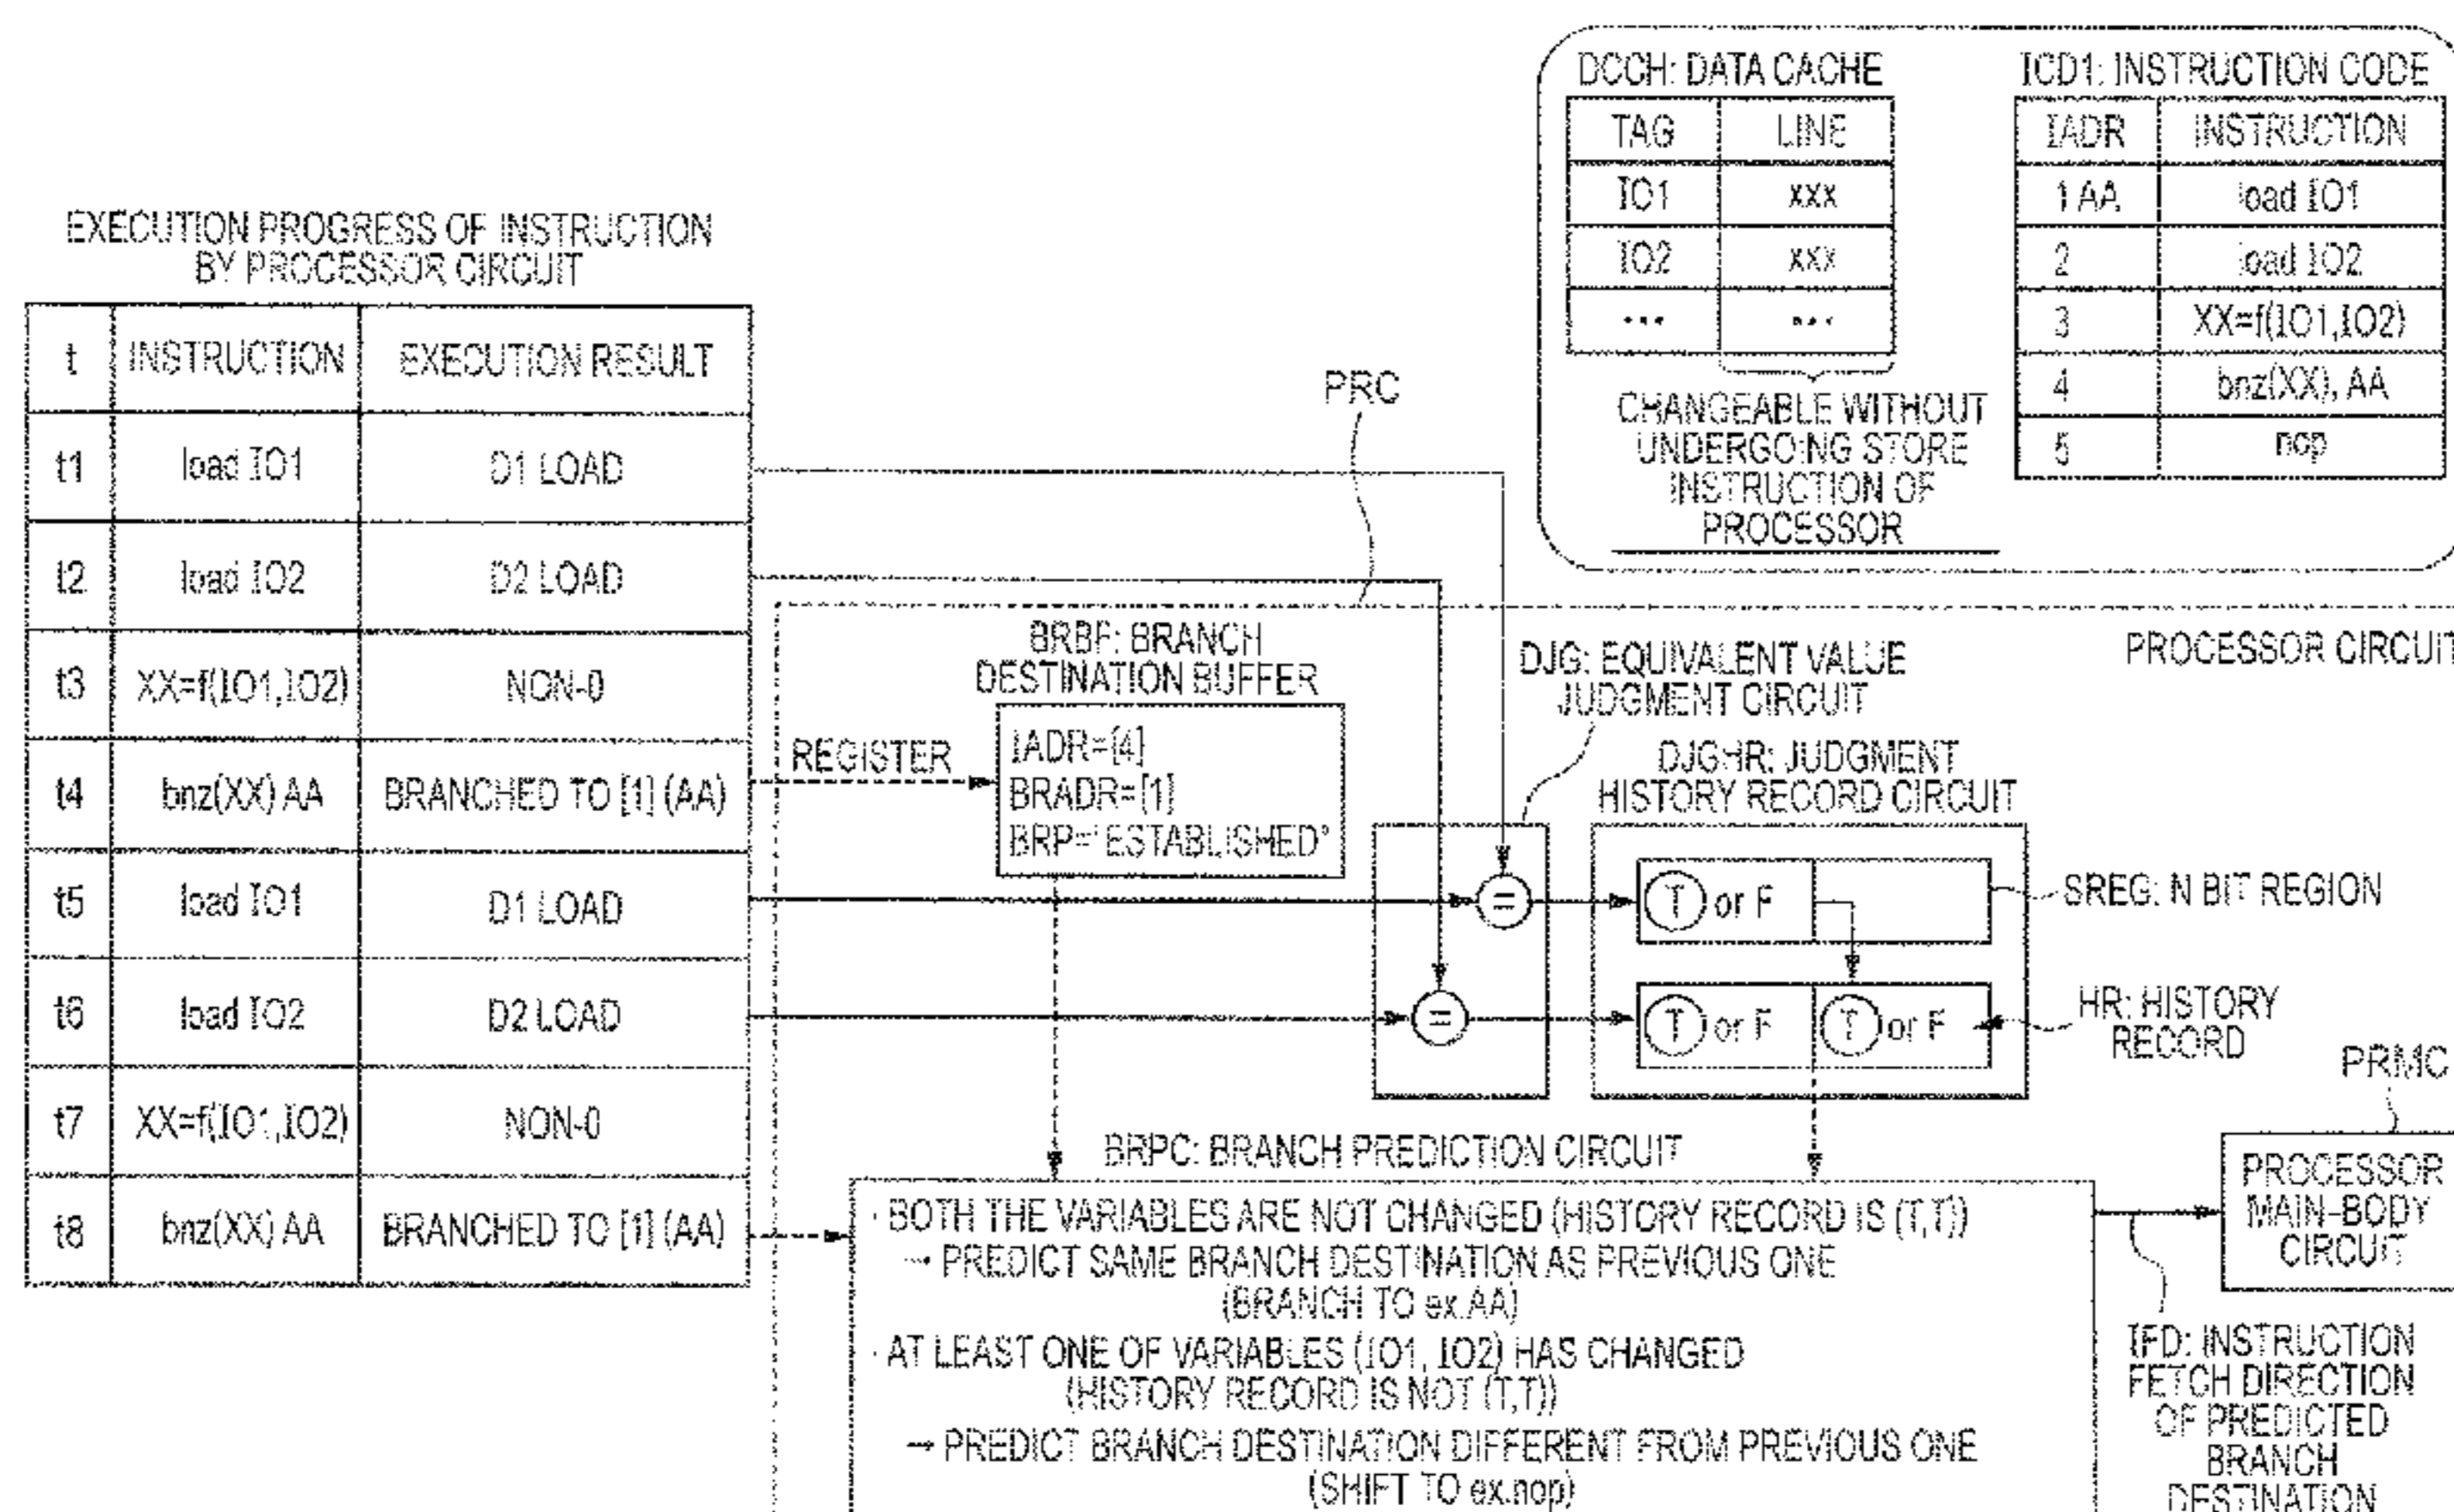 DCCH: DATA CACHE
TAG LINE
IO1 xxx
IO2 xxx
... ...
CHANGEABLE WITHOUT
UNDERGOING STORE
INSTRUCTION OF
PROCESSOR
ICD1: INSTRUCTION CODE
IADR INSTRUCTION
1 AA load IO1
2 load IO2
3 XX=f(IO1,IO2)
4 bnz(XX), AA
5 nop
EXECUTION PROGRESS OF INSTRUCTION
BY PROCESSOR CIRCUIT
t INSTRUCTION EXECUTION RESULT
t1 load IO1 D1 LOAD
t2 load IO2 D2 LOAD
t3 XX=f(IO1,IO2) NON-0
t4 bnz(XX) AA BRANCHED TO [1] (AA)
t5 load IO1 D1 LOAD
t6 load IO2 D2 LOAD
t7 XX=f(IO1,IO2) NON-0
t8 bnz(XX) AA BRANCHED TO [1] (AA)
PRC
PROCESSOR CIRCUIT
BRBF: BRANCH
DESTINATION BUFFER
REGISTER
IADR=[4]
BRADR=[1]
BRP="ESTABLISHED"
DJG: EQUIVALENT VALUE
JUDGMENT CIRCUIT
DJGHR: JUDGMENT
HISTORY RECORD CIRCUIT
= T or F
SREG: N BIT REGION
= T or F T or F
HR: HISTORY
RECORD
PRMC
PROCESSOR
MAIN-BODY
CIRCUIT
BRPC: BRANCH PREDICTION CIRCUIT
· BOTH THE VARIABLES ARE NOT CHANGED (HISTORY RECORD IS (T,T))
→ PREDICT SAME BRANCH DESTINATION AS PREVIOUS ONE
(BRANCH TO ex.AA)
· AT LEAST ONE OF VARIABLES (IO1, IO2) HAS CHANGED
(HISTORY RECORD IS NOT (T,T))
→ PREDICT BRANCH DESTINATION DIFFERENT FROM PREVIOUS ONE
(SHIFT TO ex.nop)
IFD: INSTRUCTION
FETCH DIRECTION
OF PREDICTED
BRANCH
DESTINATION